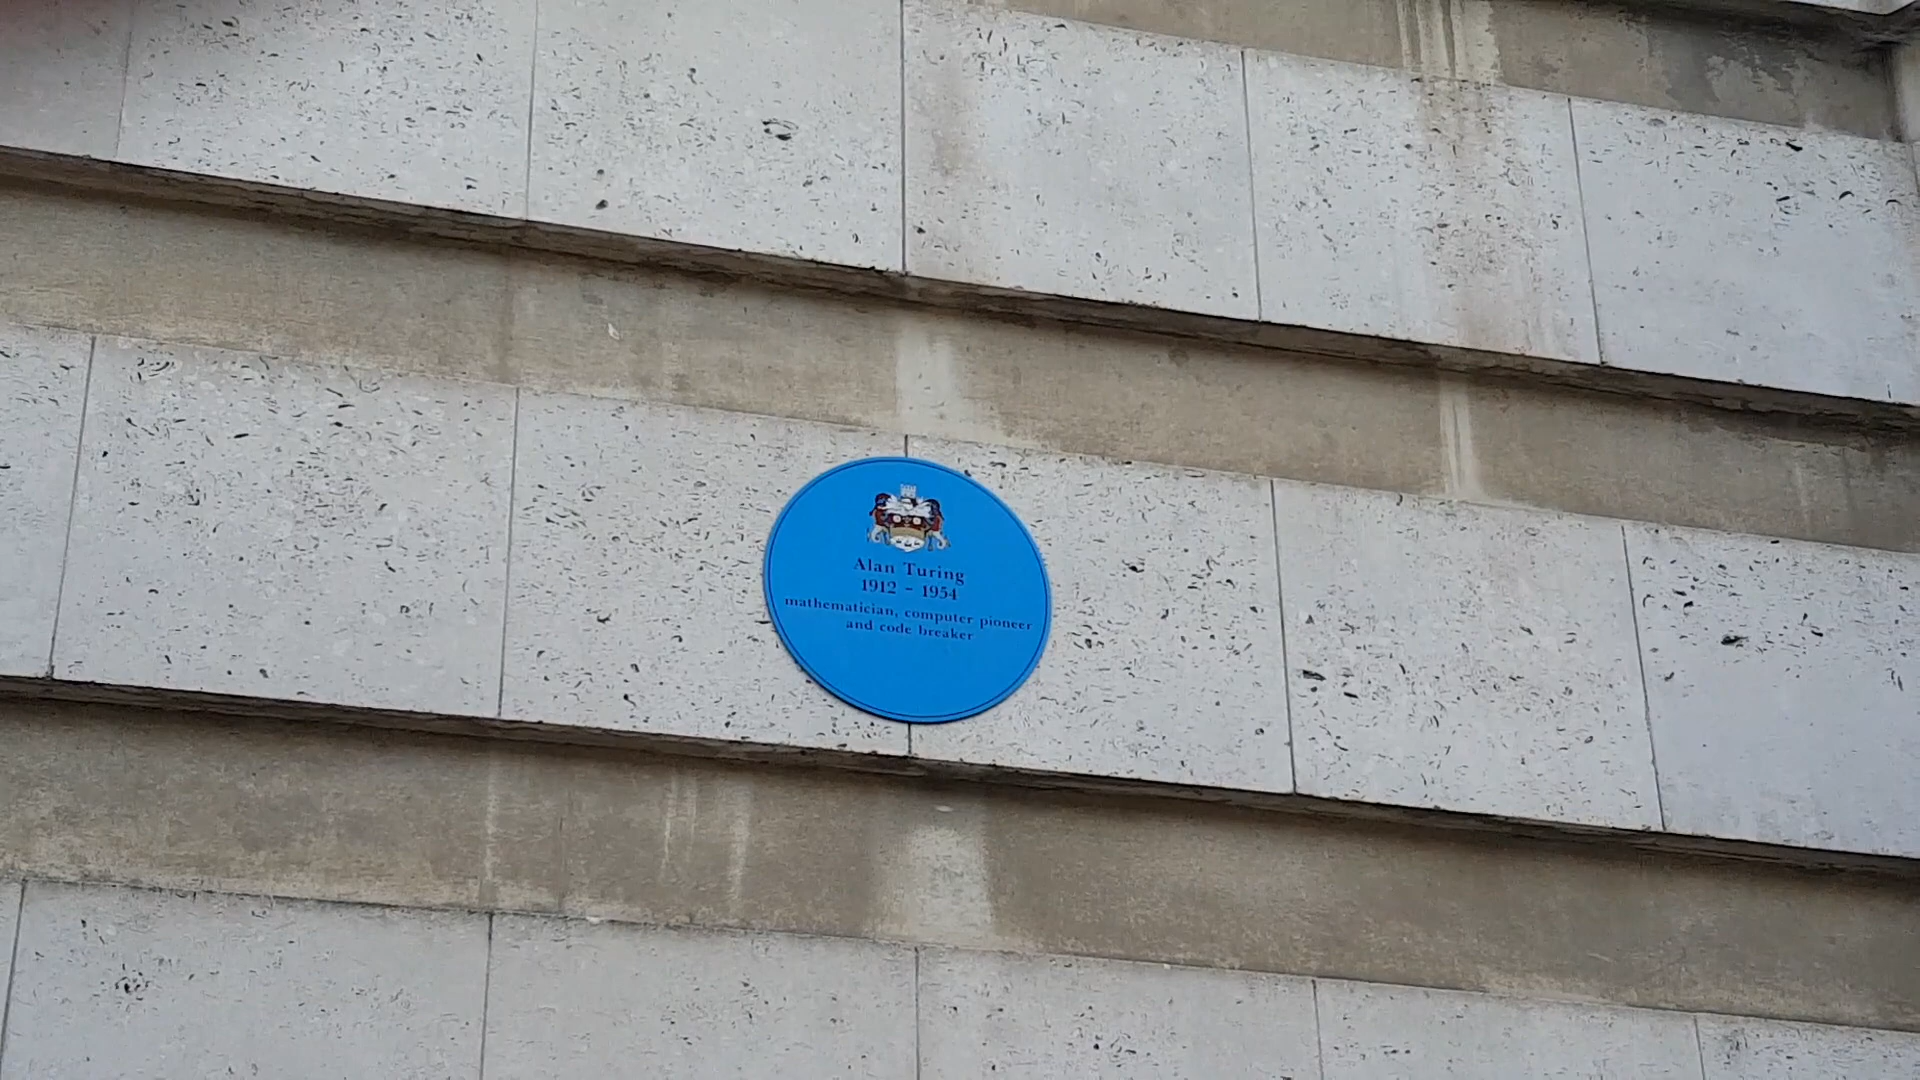 Alan Turing
1912 - 1954
mathematician, computer pioneer
and code breaker